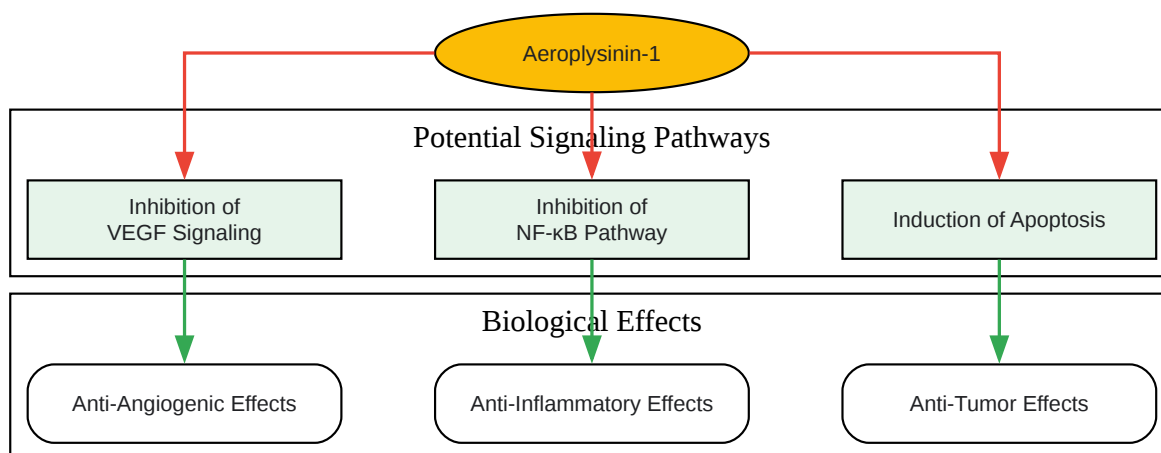 Aeroplysinin-1
Potential Signaling Pathways
Inhibition of
VEGF Signaling
Inhibition of
NF-κB Pathway
Induction of Apoptosis
Biological Effects
Anti-Angiogenic Effects
Anti-Inflammatory Effects
Anti-Tumor Effects